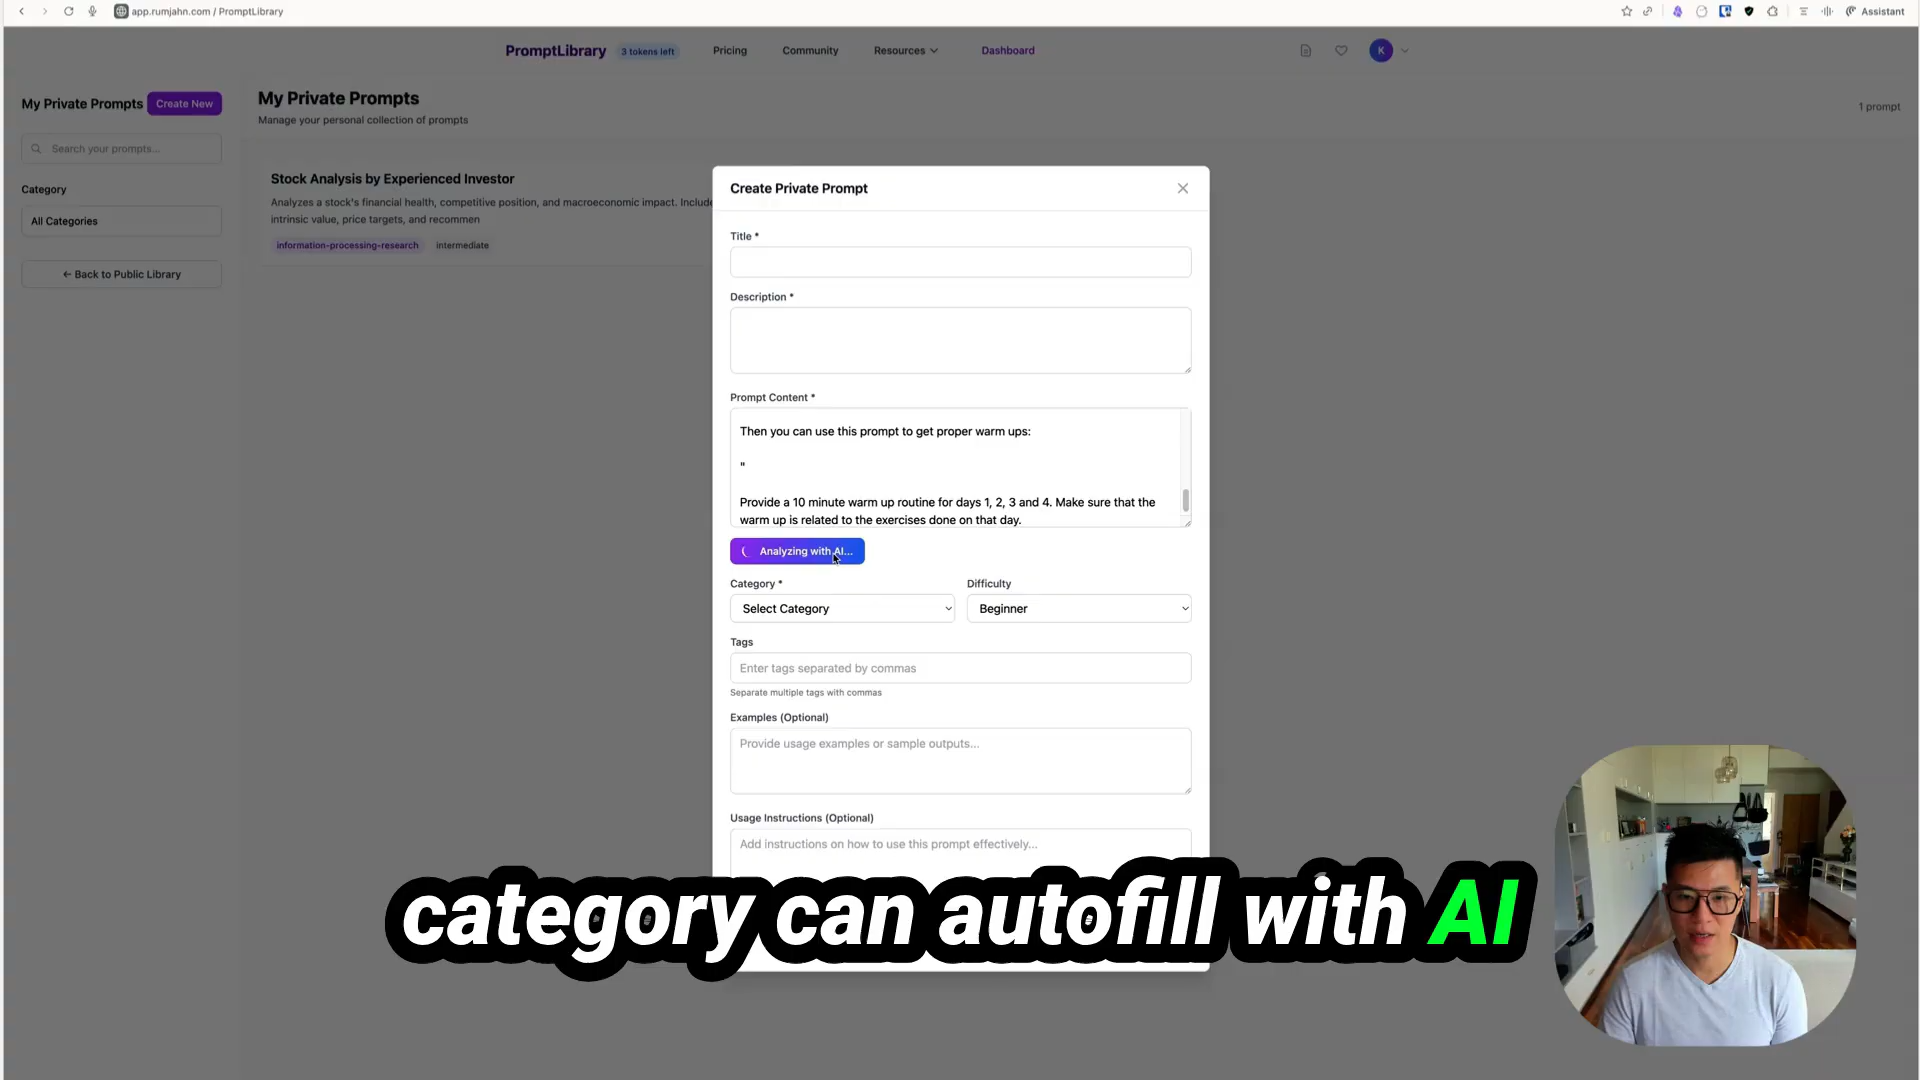 app.rumjahn.com / PromptLibrary
Assistant
PromptLibrary
3 tokens left
Pricing
Community
Resources
Dashboard
K
My Private Prompts
Create New
Search your prompts...
Category
All Categories
← Back to Public Library
My Private Prompts
Manage your personal collection of prompts
1 prompt
Stock Analysis by Experienced Investor
Analyzes a stock's financial health, competitive position, and macroeconomic impact. Include
intrinsic value, price targets, and recommen
information-processing-research
intermediate
Create Private Prompt
Title *
Description *
Prompt Content *
Then you can use this prompt to get proper warm ups:
"
Provide a 10 minute warm up routine for days 1, 2, 3 and 4. Make sure that the
warm up is related to the exercises done on that day.
Analyzing with AI...
Category *
Difficulty
Select Category
Beginner
Tags
Enter tags separated by commas
Separate multiple tags with commas
Examples (Optional)
Provide usage examples or sample outputs...
Usage Instructions (Optional)
Add instructions on how to use this prompt effectively...
category can autofill with AI